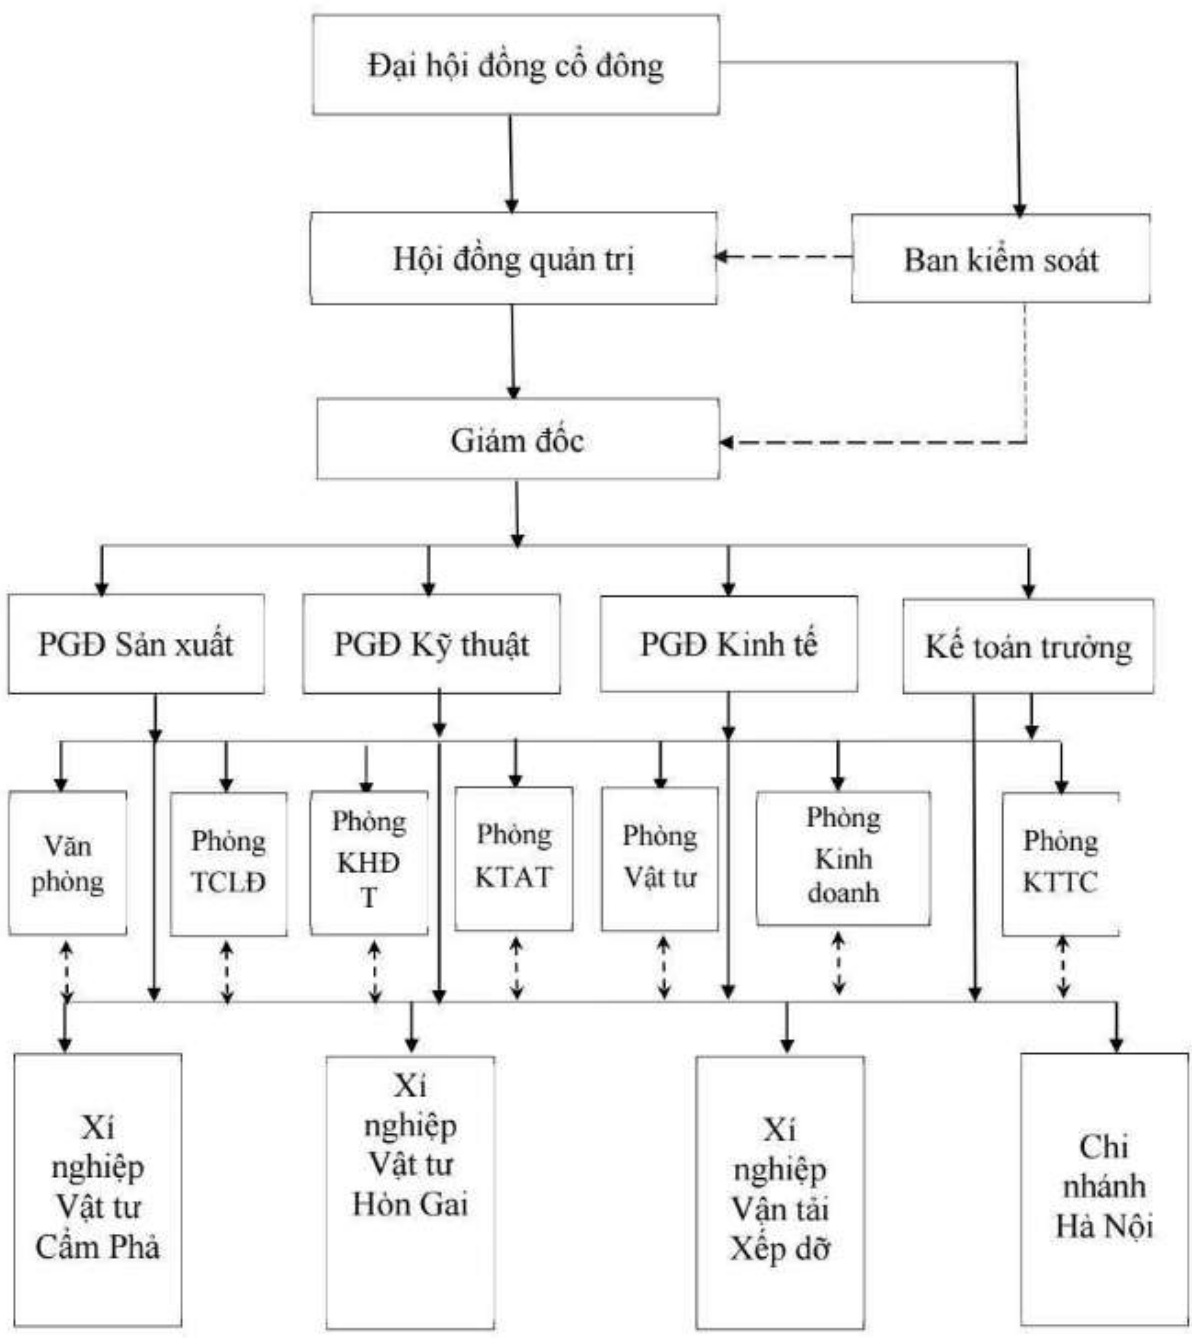 Đại hội đồng cổ đông
Hội đồng quản trị
Ban kiểm soát
Giám đốc
PGĐ Sản xuất
PGĐ Kỹ thuật
PGĐ Kinh tế
Kế toán trưởng
Văn
phòng
Phòng
TCLĐ
Phòng
KHĐ
T
Phòng
KTAT
Phòng
Vật tư
Phòng
Kinh
doanh
Phòng
KTTC
Xí
nghiệp
Vật tư
Cẩm Phả
Xí
nghiệp
Vật tư
Hòn Gai
Xí
nghiệp
Vận tải
Xếp dỡ
Chi
nhánh
Hà Nội